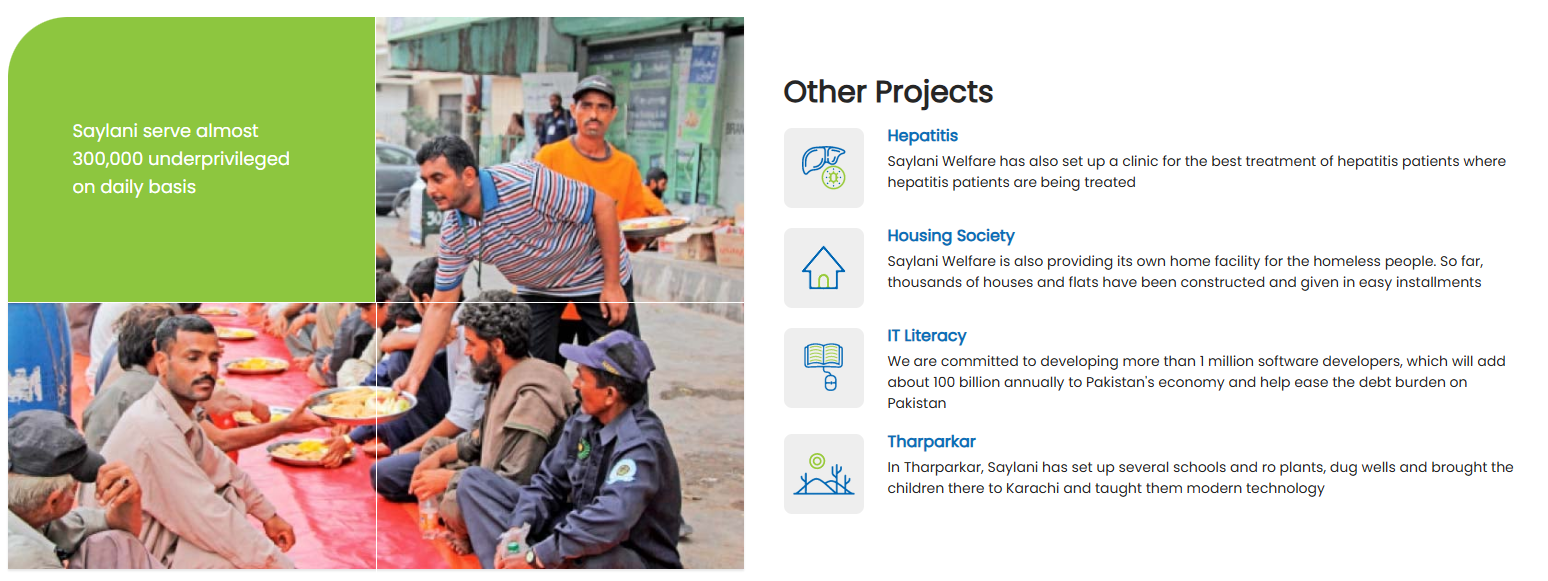 Saylani serve almost
300,000 underprivileged
on daily basis
Other Projects
Hepatitis
Saylani Welfare has also set up a clinic for the best treatment of hepatitis patients where
hepatitis patients are being treated
Housing Society
Saylani Welfare is also providing its own home facility for the homeless people. So far,
thousands of houses and flats have been constructed and given in easy installments
IT Literacy
We are committed to developing more than 1 million software developers, which will add
about 100 billion annually to Pakistan's economy and help ease the debt burden on
Pakistan
Tharparkar
In Tharparkar, Saylani has set up several schools and ro plants, dug wells and brought the
children there to Karachi and taught them modern technology